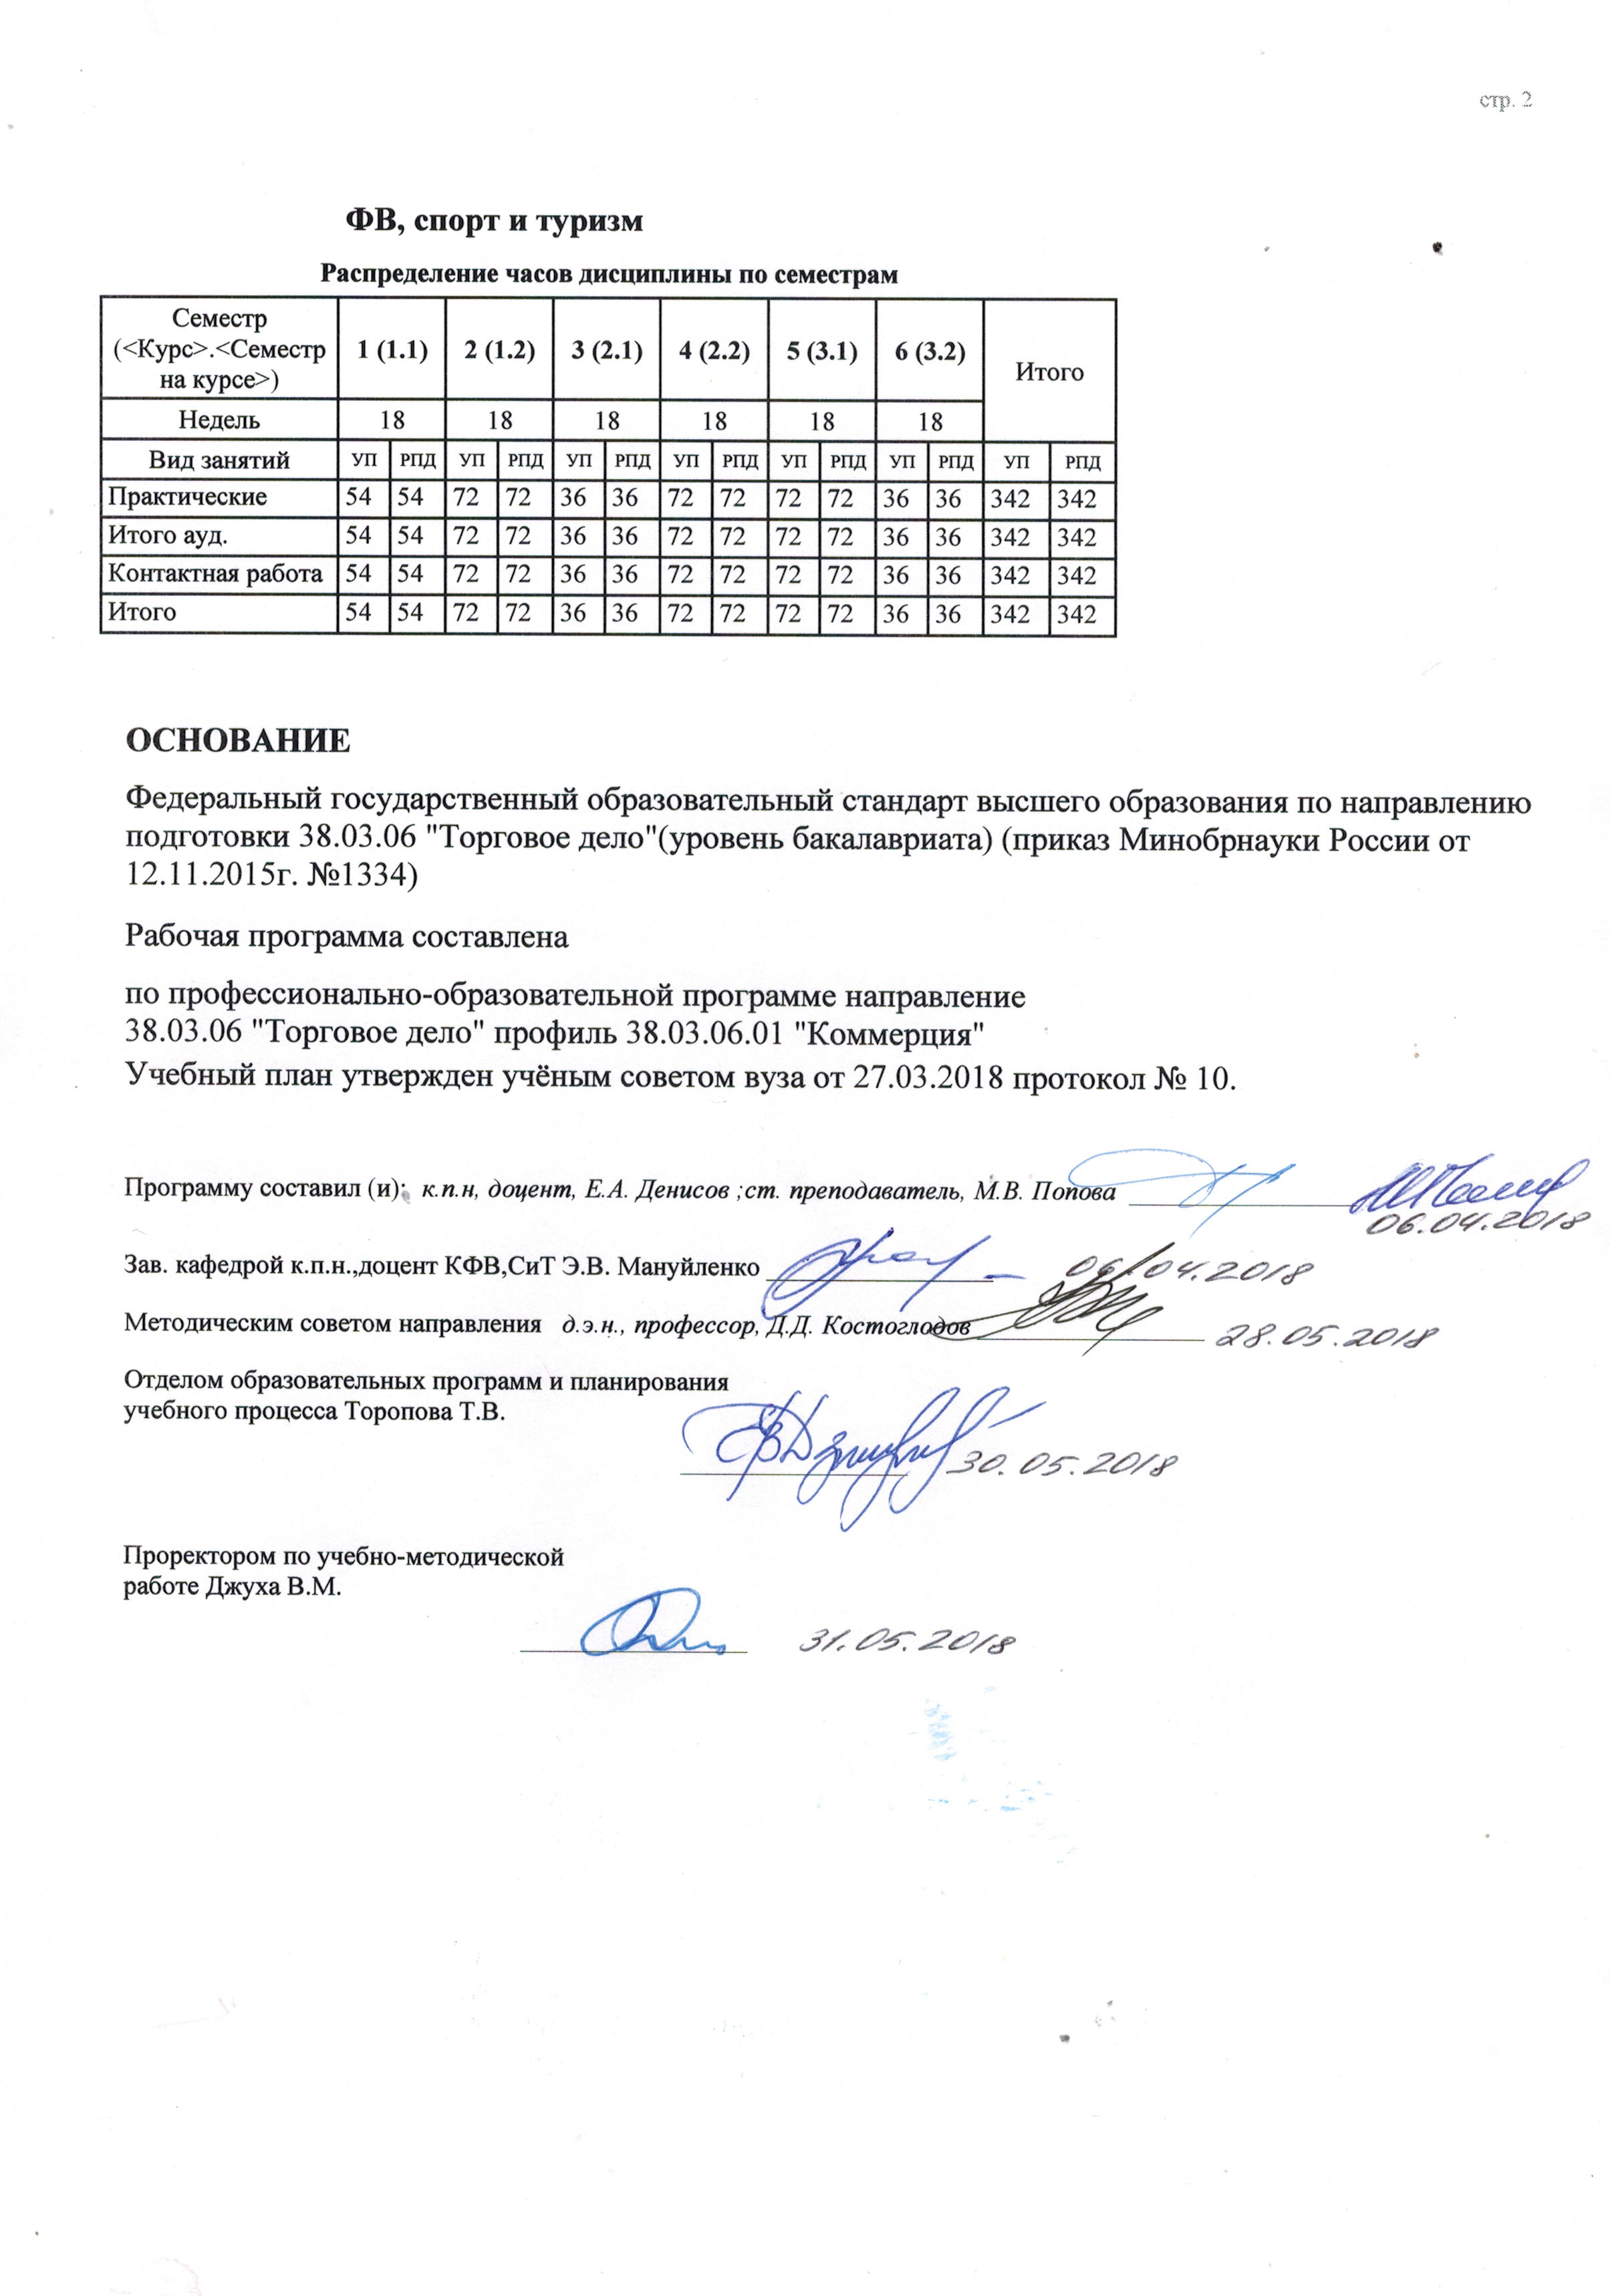 стр. 2
ФВ, спорт и туризм
Распределение часов дисциплины по семестрам
Семестр (<Курс>.<Семестр на курсе>) 1 (1.1) 2 (1.2) 3 (2.1) 4 (2.2) 5 (3.1) 6 (3.2) Итого
Недель 18 18 18 18 18 18
Вид занятий УП РПД УП РПД УП РПД УП РПД УП РПД УП РПД УП РПД
Практические 54 54 72 72 36 36 72 72 72 72 36 36 342 342
Итого ауд. 54 54 72 72 36 36 72 72 72 72 36 36 342 342
Контактная работа 54 54 72 72 36 36 72 72 72 72 36 36 342 342
Итого 54 54 72 72 36 36 72 72 72 72 36 36 342 342
ОСНОВАНИЕ
Федеральный государственный образовательный стандарт высшего образования по направлению
подготовки 38.03.06 "Торговое дело"(уровень бакалавриата) (приказ Минобрнауки России от
12.11.2015г. №1334)
Рабочая программа составлена
по профессионально-образовательной программе направление
38.03.06 "Торговое дело" профиль 38.03.06.01 "Коммерция"
Учебный план утвержден учёным советом вуза от 27.03.2018 протокол № 10.
Программу составил (и): к.п.н, доцент, Е.А. Денисов ;ст. преподаватель, М.В. Попова
06.04.2018
Зав. кафедрой к.п.н.,доцент КФВ,СиТ Э.В. Мануйленко 06.04.2018
Методическим советом направления д.э.н., профессор, Д.Д. Костоглодов 28.05.2018
Отделом образовательных программ и планирования
учебного процесса Торопова Т.В.
30.05.2018
Проректором по учебно-методической
работе Джуха В.М.
31.05.2018